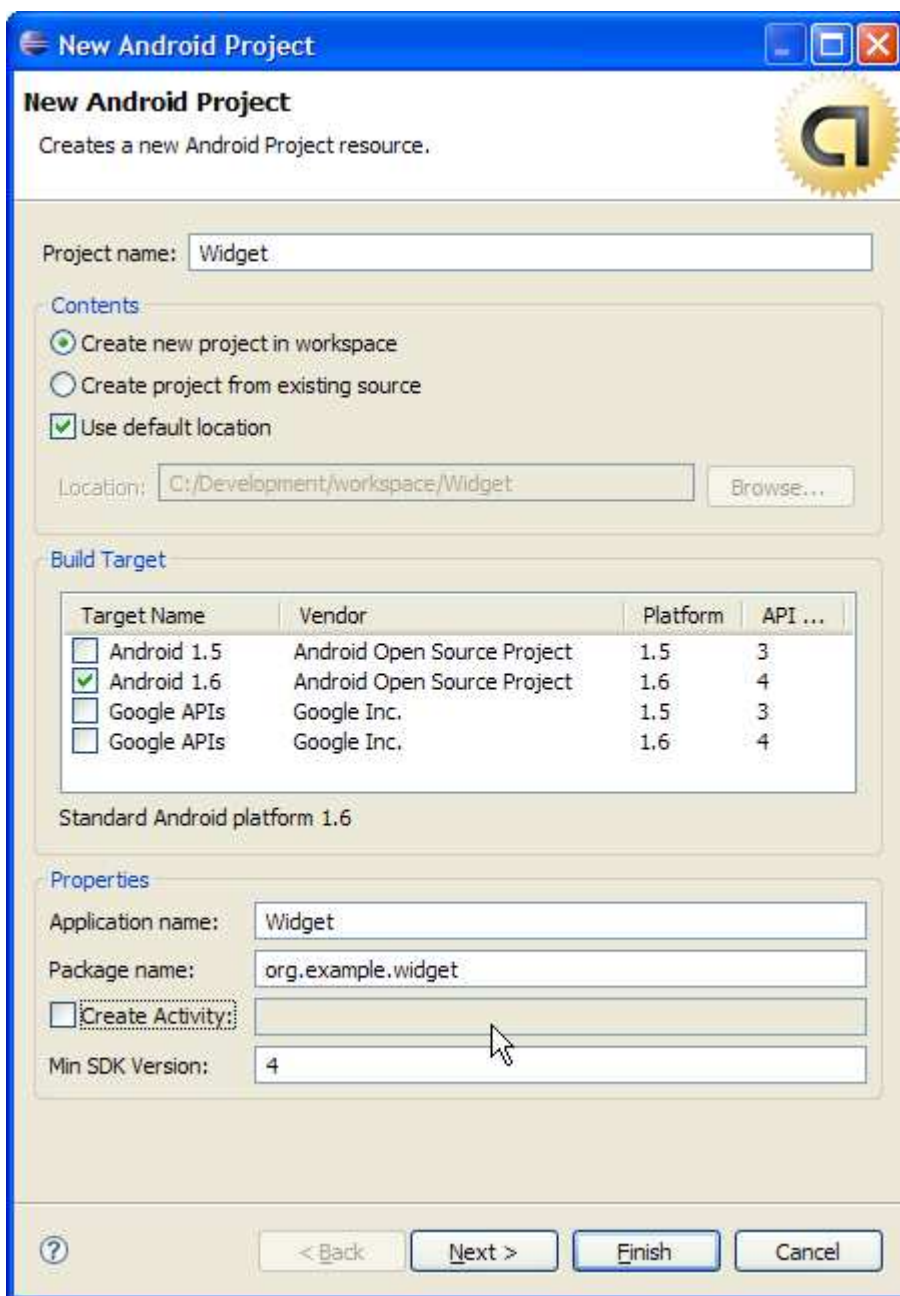 New Android Project
New Android Project
Creates a new Android Project resource.
Project name: Widget
Contents
Create new project in workspace
Create project from existing source
Use default location
Location: C:/Development/workspace/Widget Browse...
Build Target
Target Name Vendor Platform API ...
Android 1.5 Android Open Source Project 1.5 3
Android 1.6 Android Open Source Project 1.6 4
Google APIs Google Inc. 1.5 3
Google APIs Google Inc. 1.6 4
Standard Android platform 1.6
Properties
Application name: Widget
Package name: org.example.widget
Create Activity:
Min SDK Version: 4
? < Back Next > Finish Cancel